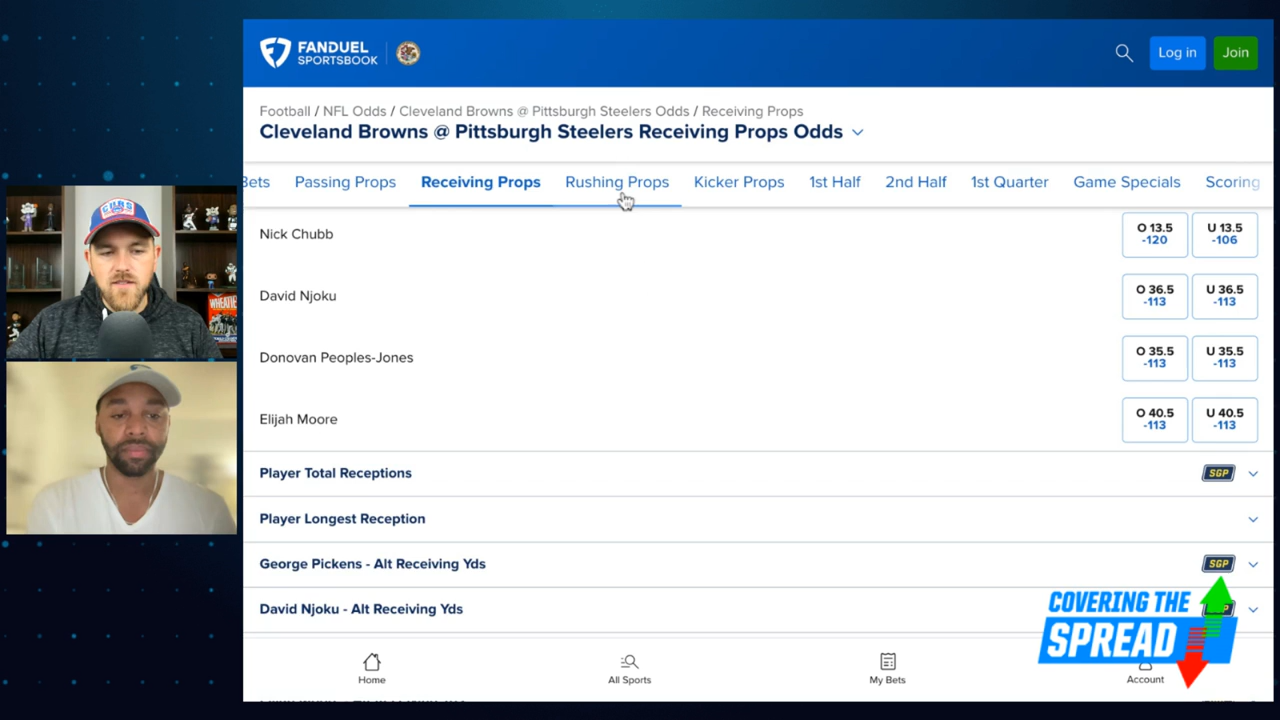 FANDUEL
SPORTSBOOK
Log in
Join
Football / NFL Odds / Cleveland Browns @ Pittsburgh Steelers Odds / Receiving Props
Cleveland Browns @ Pittsburgh Steelers Receiving Props Odds
Bets Passing Props Receiving Props Rushing Props Kicker Props 1st Half 2nd Half 1st Quarter Game Specials Scoring
Nick Chubb
O 13.5
-120
U 13.5
-106
David Njoku
O 36.5
-113
U 36.5
-113
Donovan Peoples-Jones
O 35.5
-113
U 35.5
-113
Elijah Moore
O 40.5
-113
U 40.5
-113
Player Total Receptions
SGP
Player Longest Reception
George Pickens - Alt Receiving Yds
SGP
David Njoku - Alt Receiving Yds
Home
All Sports
My Bets
Account
COVERING THE
SPREAD
CUBS
WHEATIES